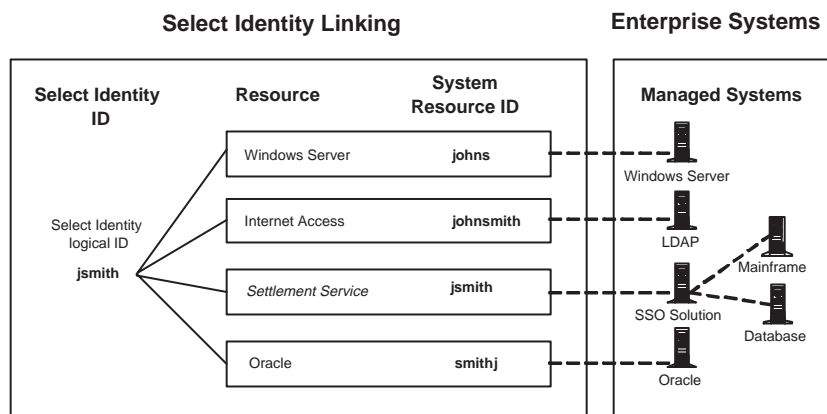 Select Identity Linking
Enterprise Systems
Select Identity
ID
Resource
System
Resource ID
Managed Systems
Windows Server
johns
Windows Server
Select Identity
logical ID
jsmith
Internet Access
johnsmith
LDAP
Mainframe
Settlement Service
jsmith
SSO Solution
Database
Oracle
smithj
Oracle